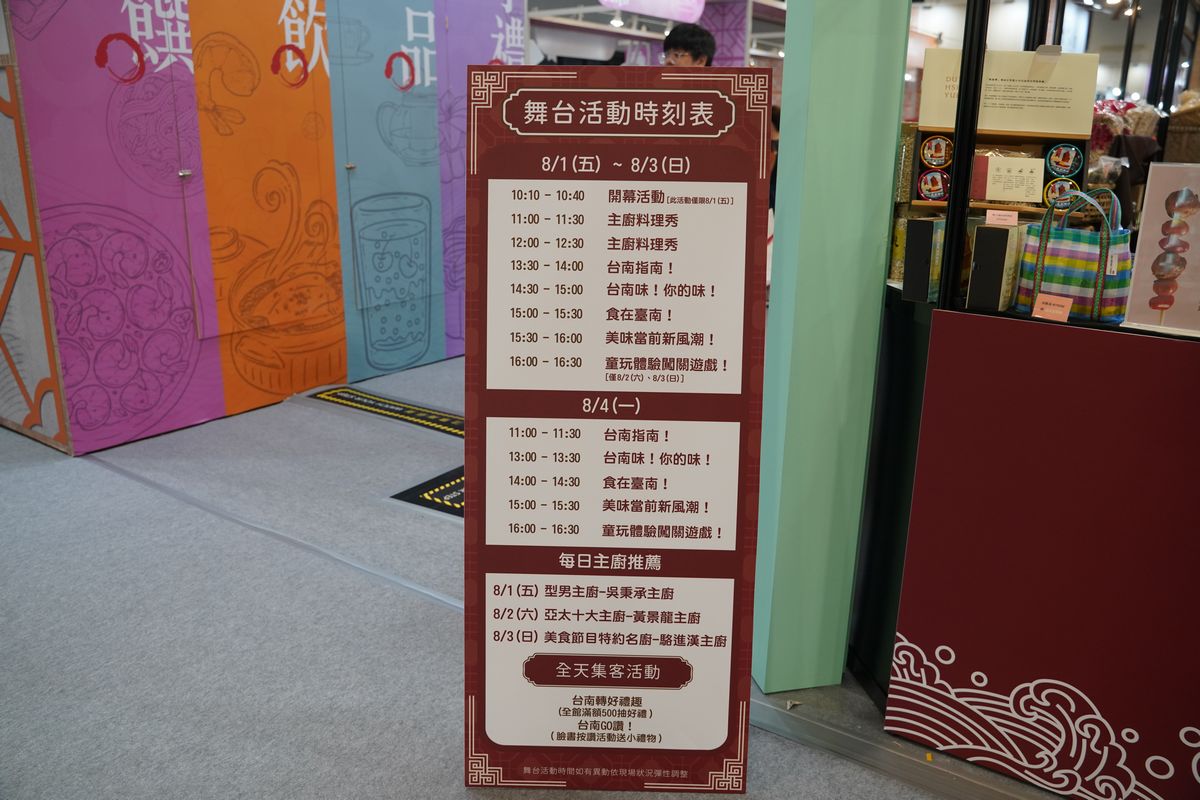 饌
飲
品
禮
舞台活動時刻表
8/1(五) ~ 8/3(日)
10:10 - 10:40 開幕活動[此活動僅限8/1(五)]
11:00 - 11:30 主廚料理秀
12:00 - 12:30 主廚料理秀
13:30 - 14:00 台南指南！
14:30 - 15:00 台南味！你的味！
15:00 - 15:30 食在臺南！
15:30 - 16:00 美味當前新風潮！
16:00 - 16:30 童玩體驗闖關遊戲！
[僅8/2(六)、8/3(日)]
8/4(一)
11:00 - 11:30 台南指南！
13:00 - 13:30 台南味！你的味！
14:00 - 14:30 食在臺南！
15:00 - 15:30 美味當前新風潮！
16:00 - 16:30 童玩體驗闖關遊戲！
每日主廚推薦
8/1(五) 型男主廚-吳秉承主廚
8/2(六) 亞太十大主廚-黃景龍主廚
8/3(日) 美食節目特約名廚-駱進漢主廚
全天集客活動
台南轉好禮趣
(全館滿額500抽好禮)
台南GO讚！
(臉書按讚活動送小禮物)
舞台活動時間如有異動依現場狀況彈性調整